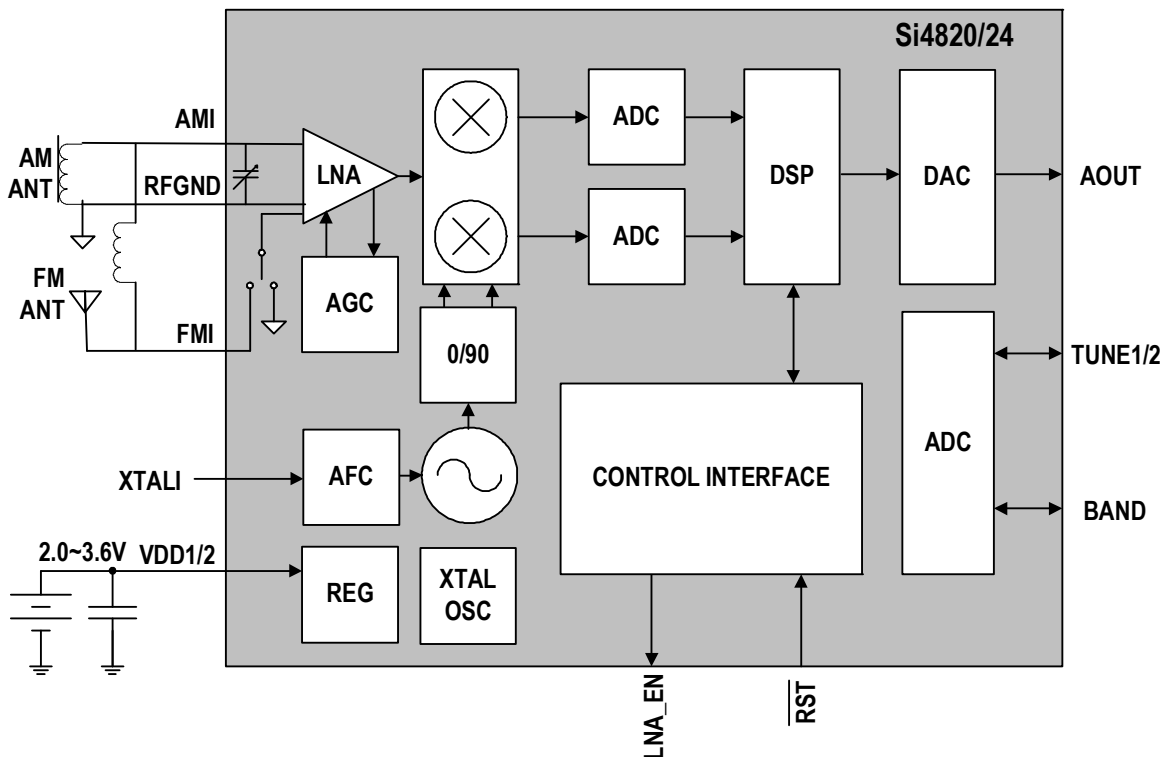 Si4820/24
AMI
AM
ANT
RFGND
FM
ANT
FMI
LNA
AGC
0/90
ADC
ADC
DSP
DAC
AOUT
TUNE1/2
ADC
BAND
CONTROL INTERFACE
XTALI
AFC
2.0~3.6V
VDD1/2
REG
XTAL
OSC
LNA_EN
RST